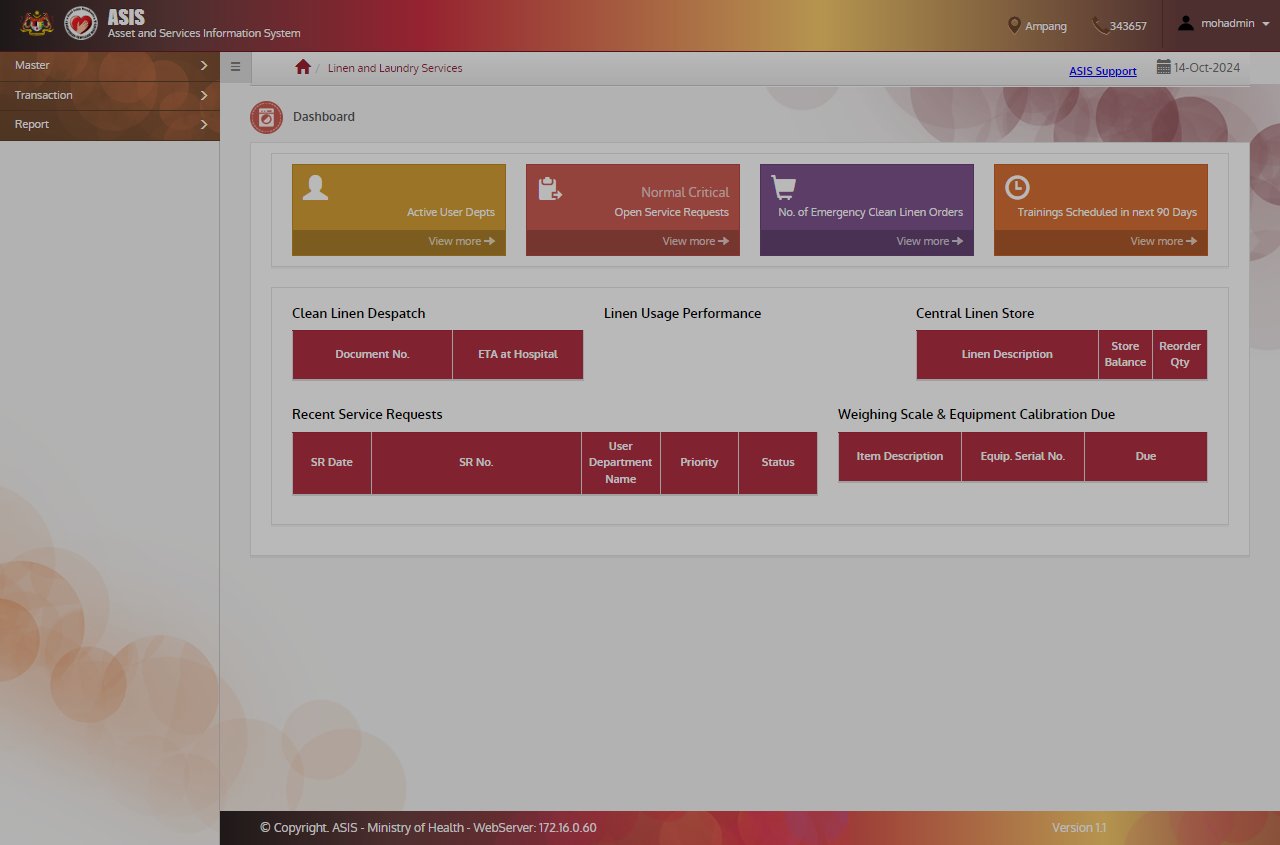 ASIS
Asset and Services Information System
Ampang
343657
mohadmin
Master
Transaction
Report
/ Linen and Laundry Services
ASIS Support
14-Oct-2024
Dashboard
Active User Depts
View more
Normal Critical
Open Service Requests
View more
No. of Emergency Clean Linen Orders
View more
Trainings Scheduled in next 90 Days
View more
Clean Linen Despatch
Document No.
ETA at Hospital
Linen Usage Performance
Central Linen Store
Linen Description
Store
Balance
Reorder
Qty
Recent Service Requests
SR Date
SR No.
User
Department
Name
Priority
Status
Weighing Scale & Equipment Calibration Due
Item Description
Equip. Serial No.
Due
© Copyright. ASIS - Ministry of Health - WebServer: 172.16.0.60
Version 1.1